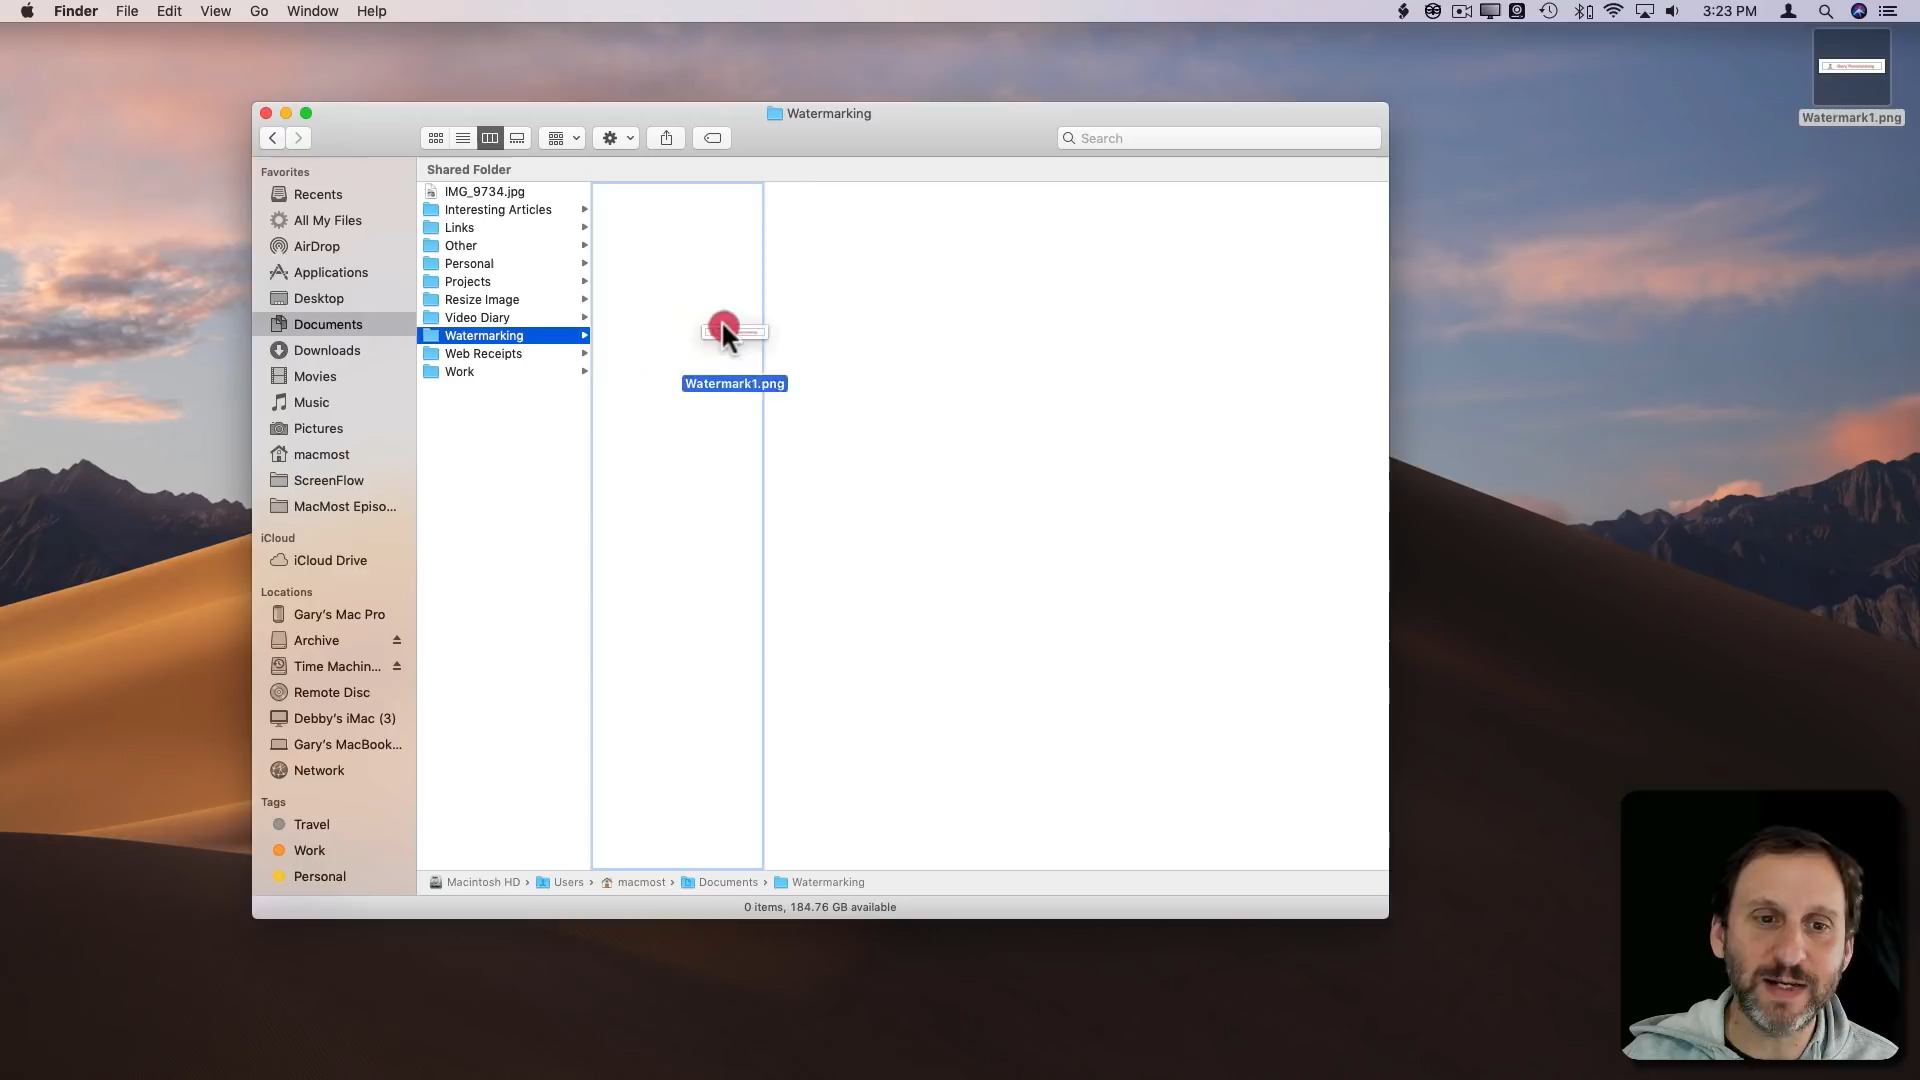 Finder File Edit View Go Window Help
3:23 PM
Watermark1.png
Watermarking
Search
Favorites
Recents
All My Files
AirDrop
Applications
Desktop
Documents
Downloads
Movies
Music
Pictures
macmost
ScreenFlow
MacMost Episo...
iCloud
iCloud Drive
Locations
Gary's Mac Pro
Archive
Time Machin...
Remote Disc
Debby's iMac (3)
Gary's MacBook...
Network
Tags
Travel
Work
Personal
Shared Folder
IMG_9734.jpg
Interesting Articles
Links
Other
Personal
Projects
Resize Image
Video Diary
Watermarking
Web Receipts
Work
Watermark1.png
Macintosh HD › Users › macmost › Documents › Watermarking
0 items, 184.76 GB available